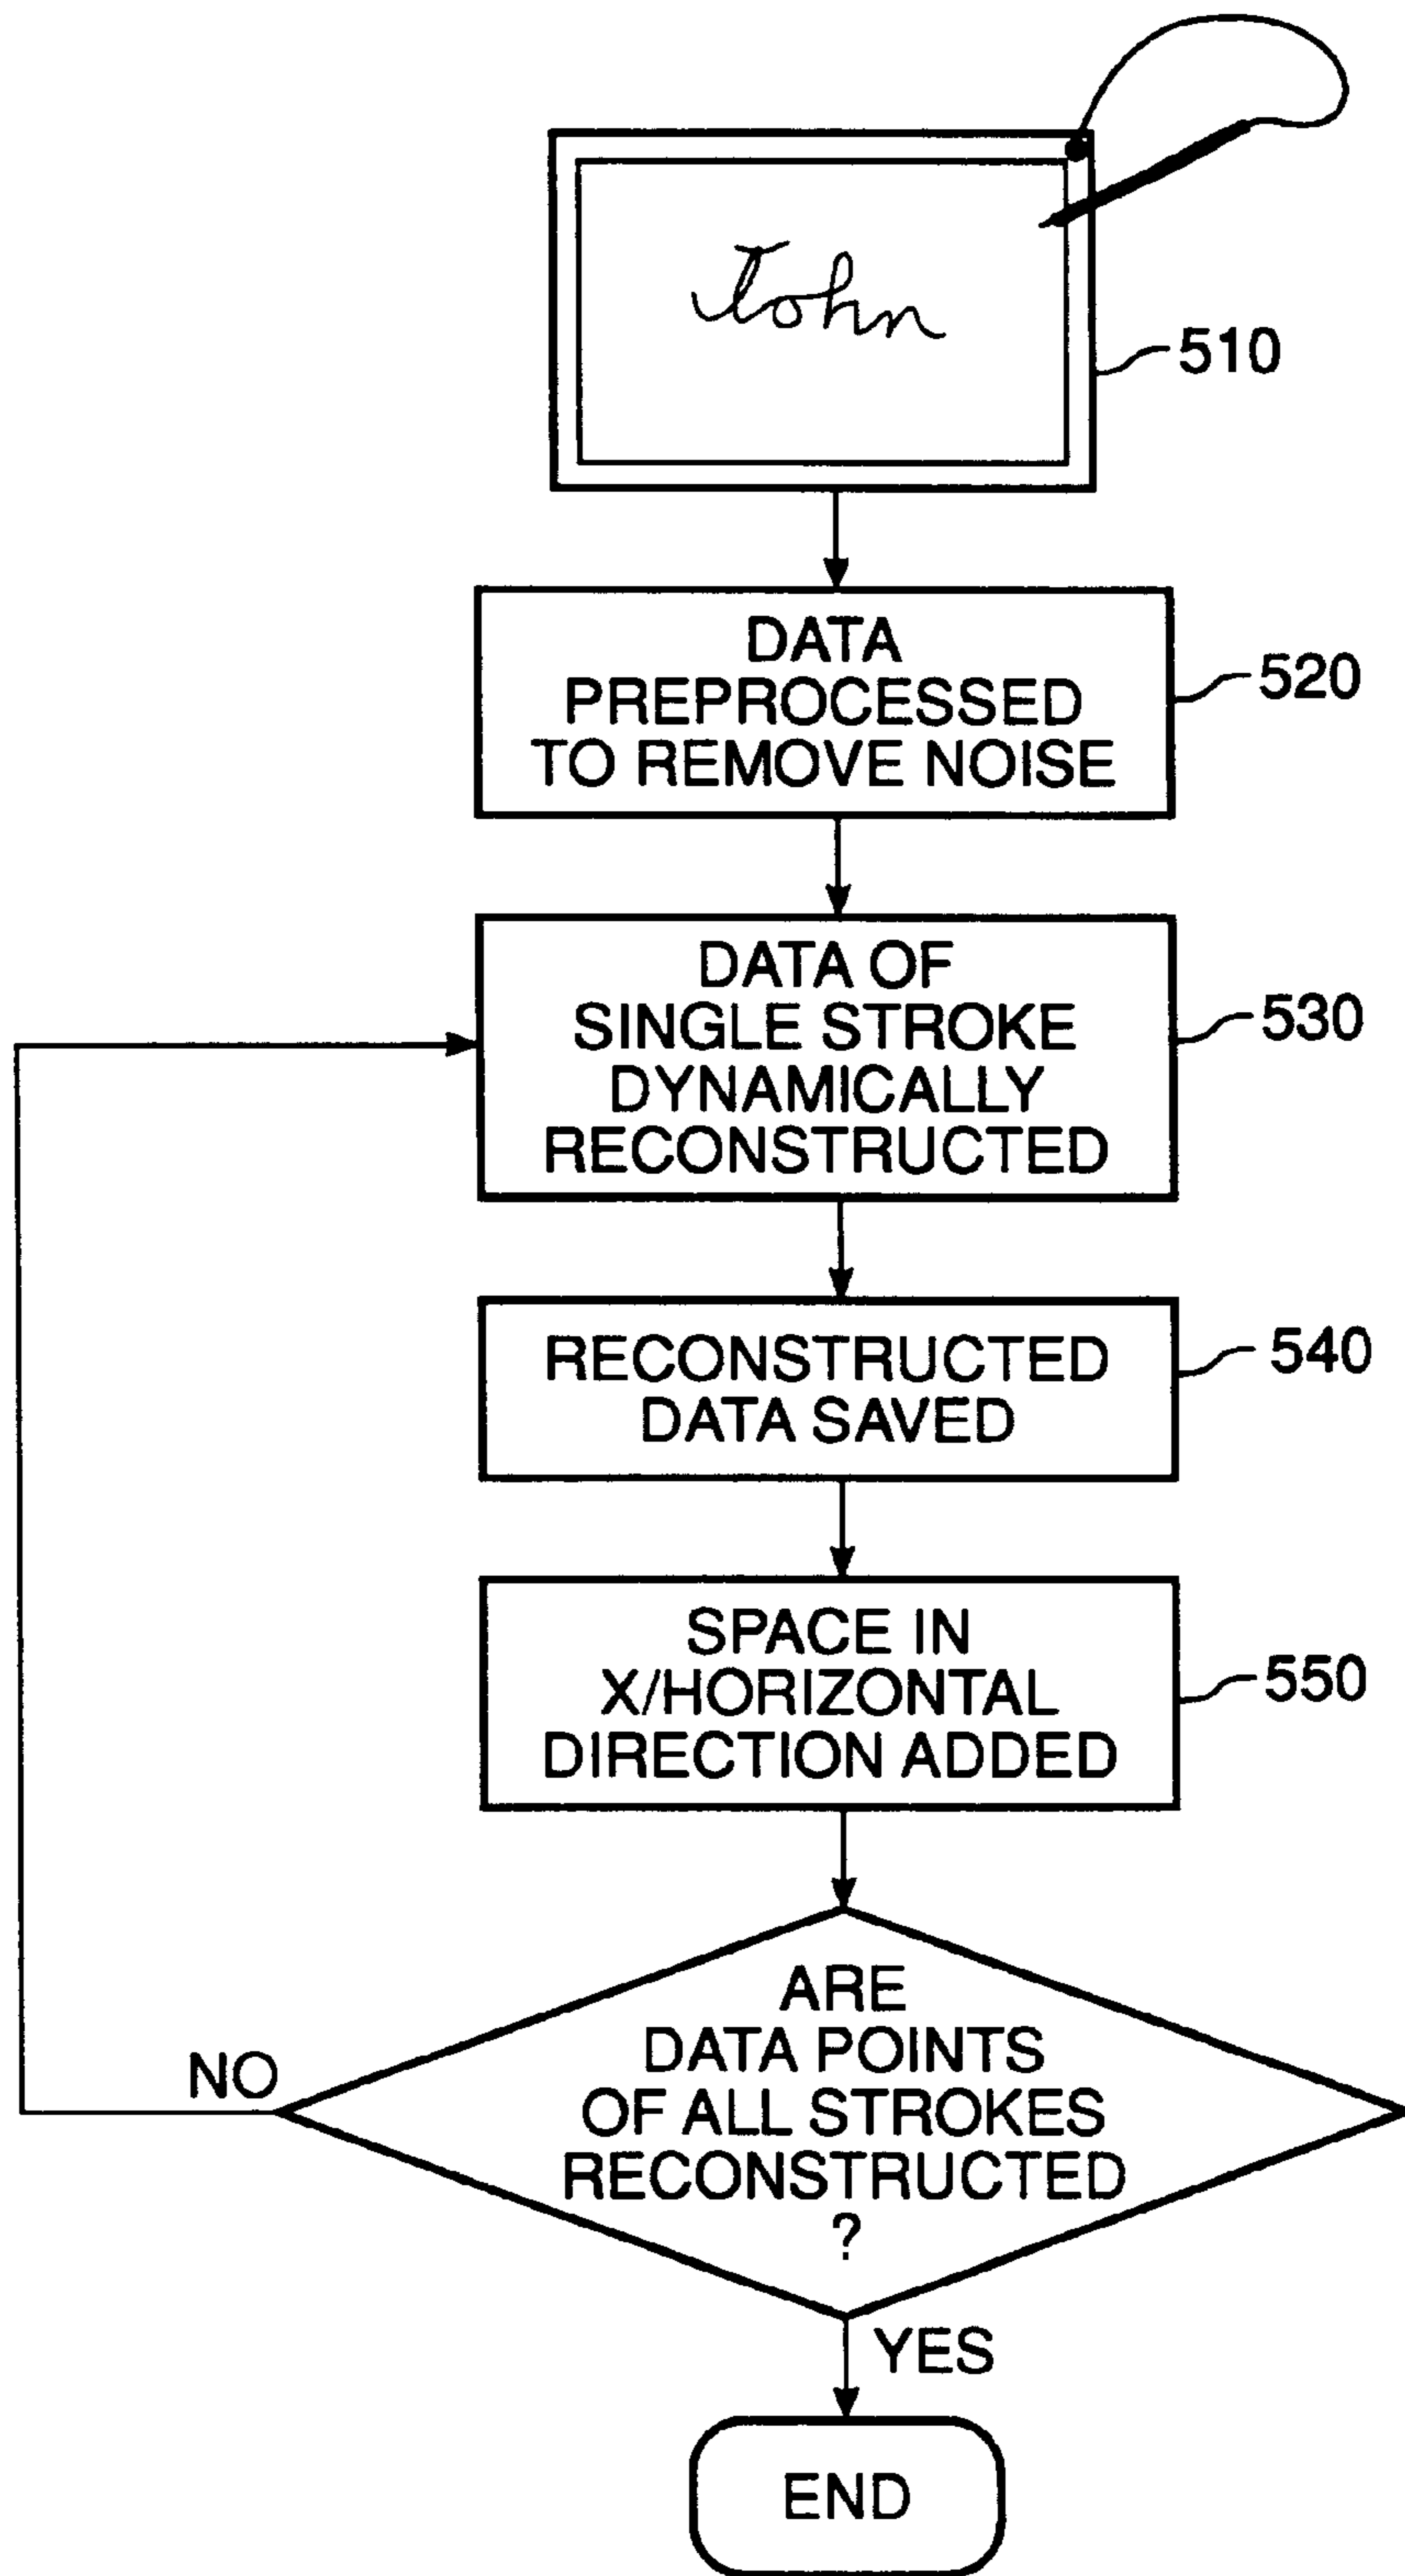 John
510
DATA
PREPROCESSED
TO REMOVE NOISE
520
DATA OF
SINGLE STROKE
DYNAMICALLY
RECONSTRUCTED
530
RECONSTRUCTED
DATA SAVED
540
SPACE IN
X/HORIZONTAL
DIRECTION ADDED
550
ARE
DATA POINTS
OF ALL STROKES
RECONSTRUCTED
?
NO
YES
END